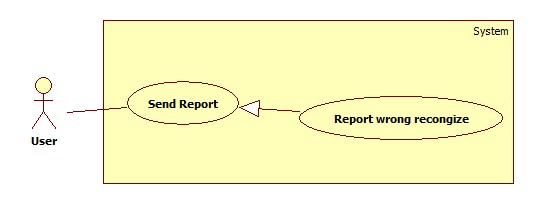 System
Send Report
Report wrong recongize
User